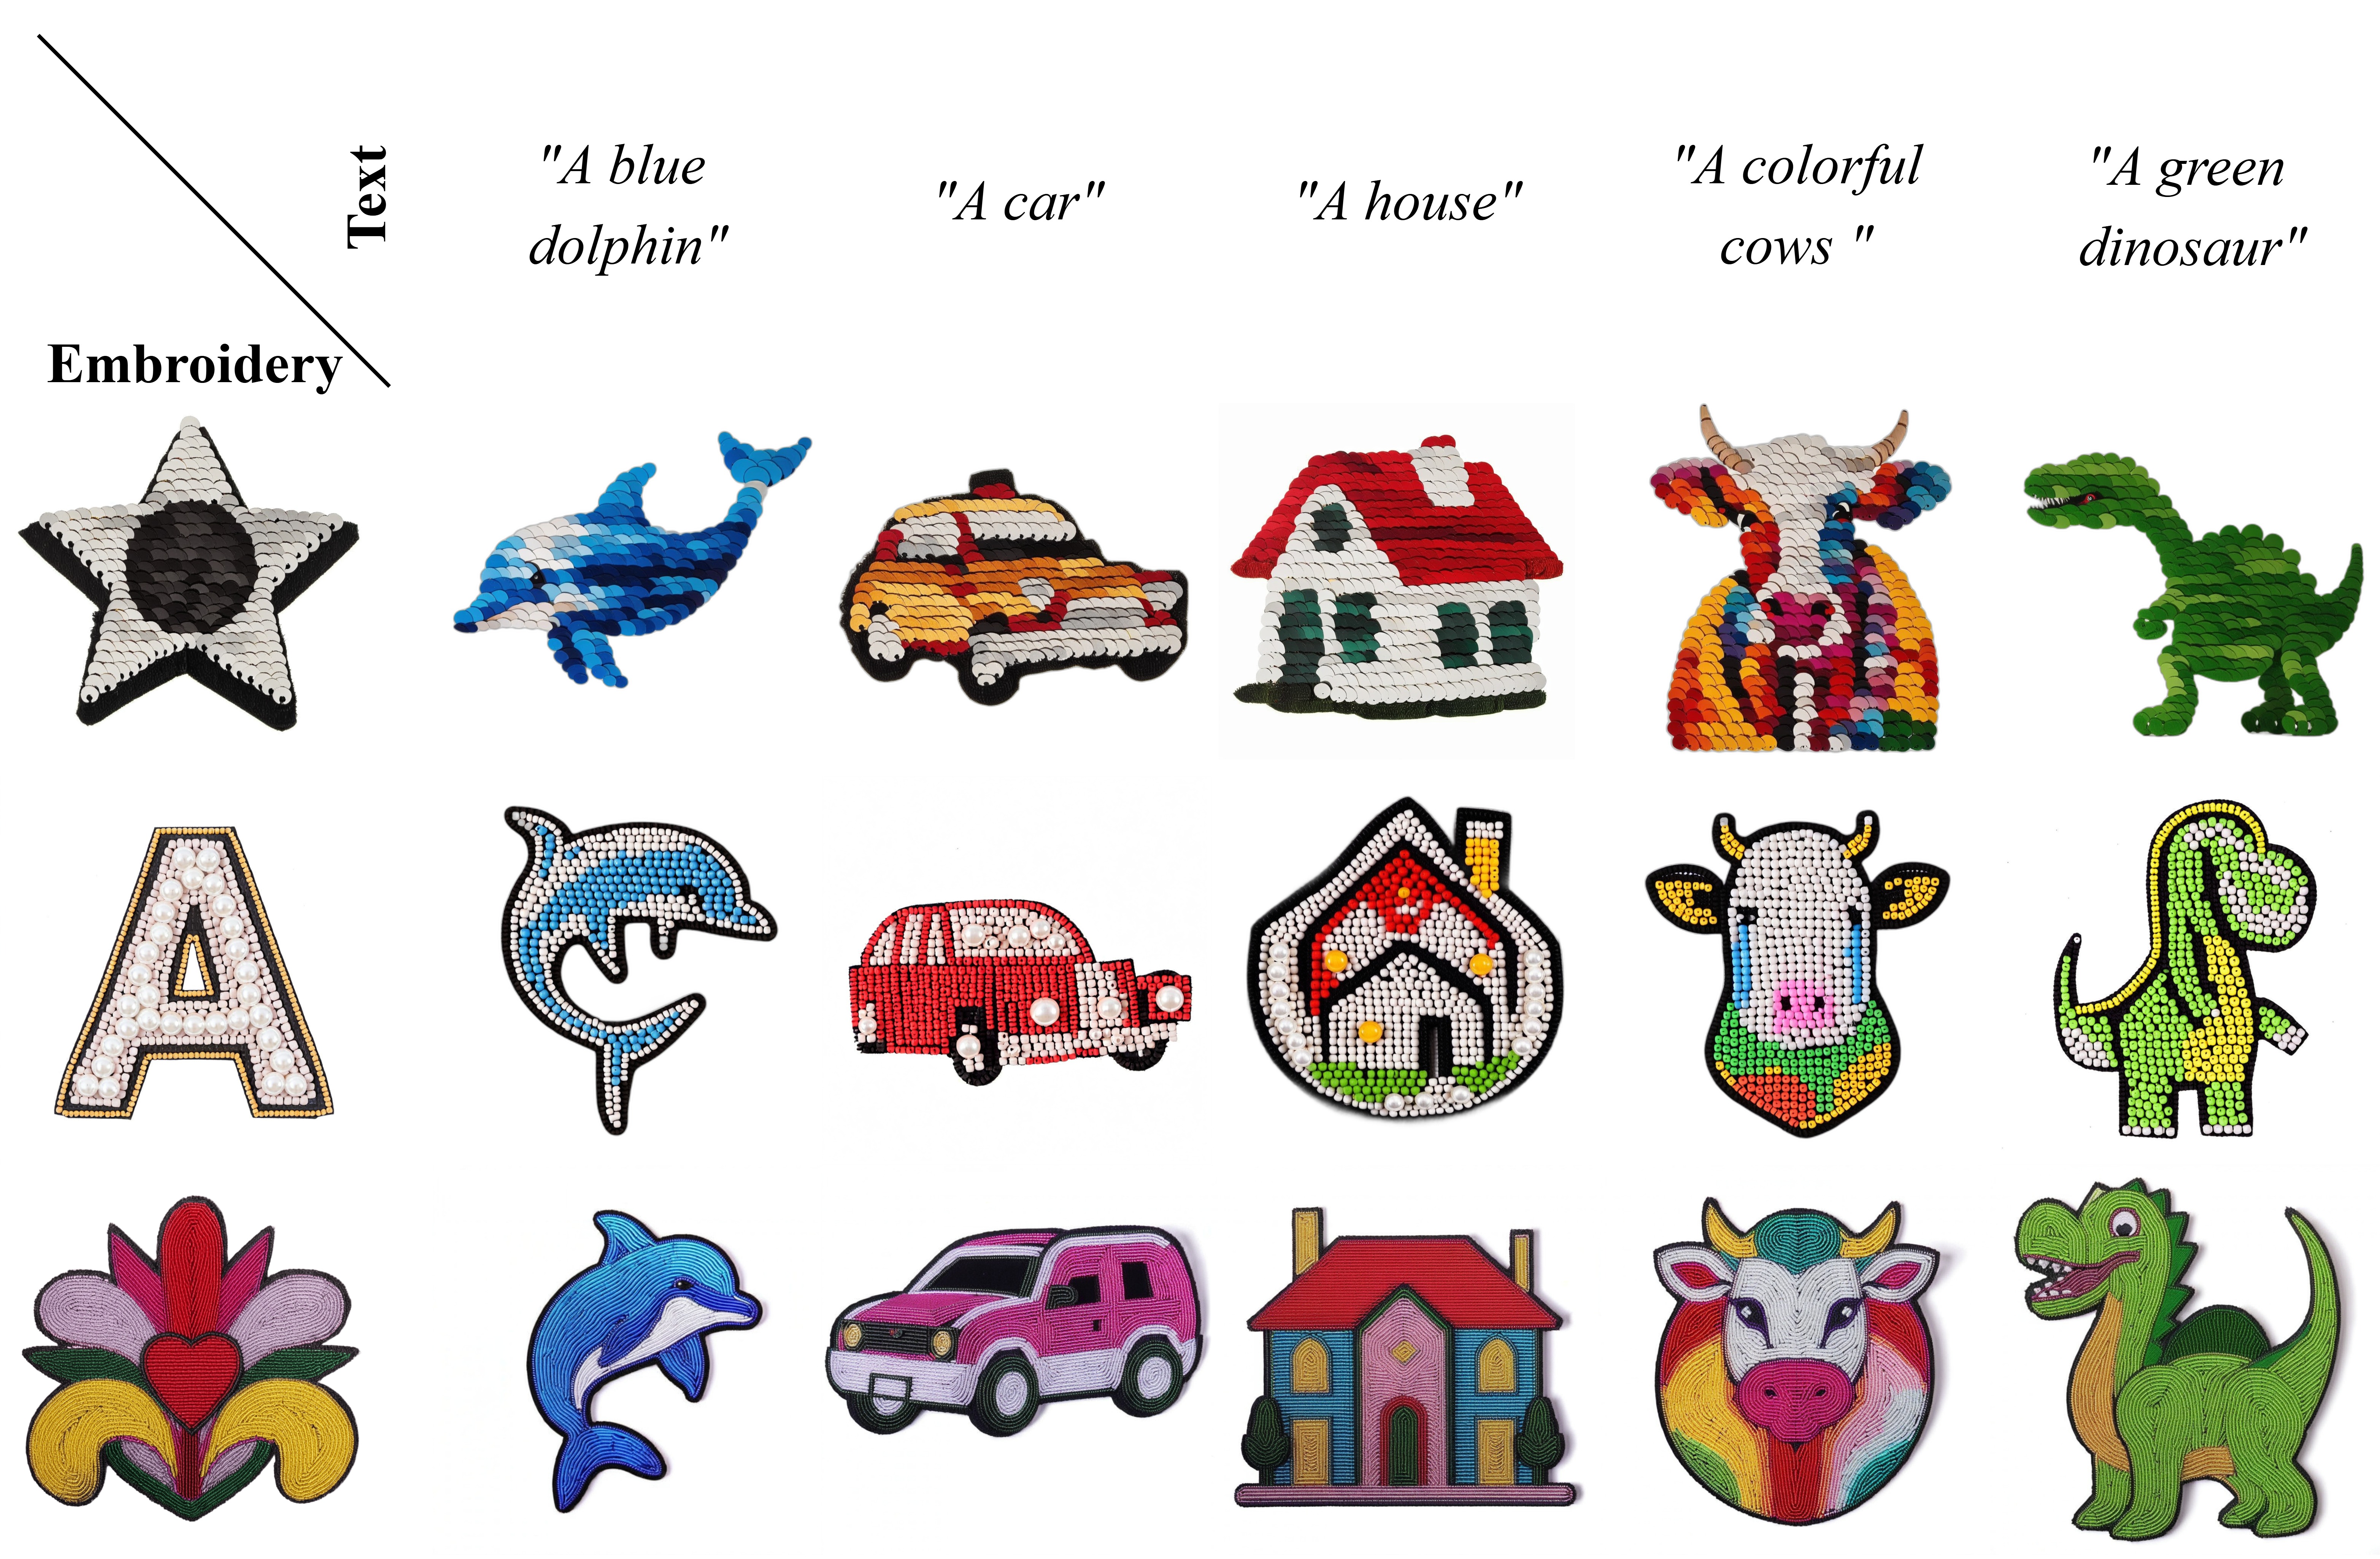 Text
"A blue
dolphin"
"A car"
"A house"
"A colorful
cows "
"A green
dinosaur"
Embroidery
A